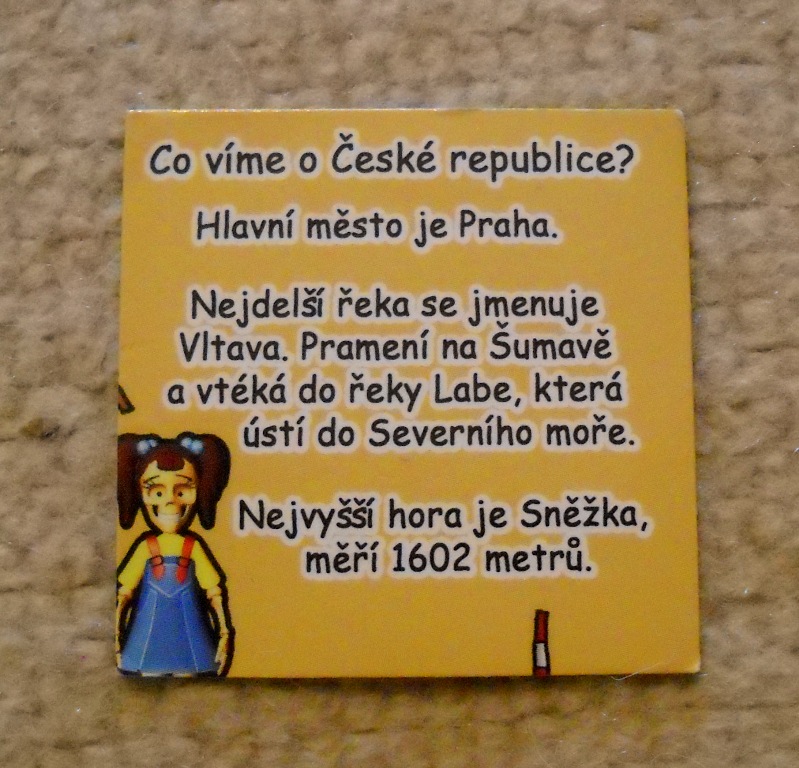 Co víme o České republice?
Hlavní město je Praha.
Nejdelší řeka se jmenuje
Vltava. Pramení na Šumavě
a vtéká do řeky Labe, která
ústí do Severního moře.
Nejvyšší hora je Sněžka,
měří 1602 metrů.